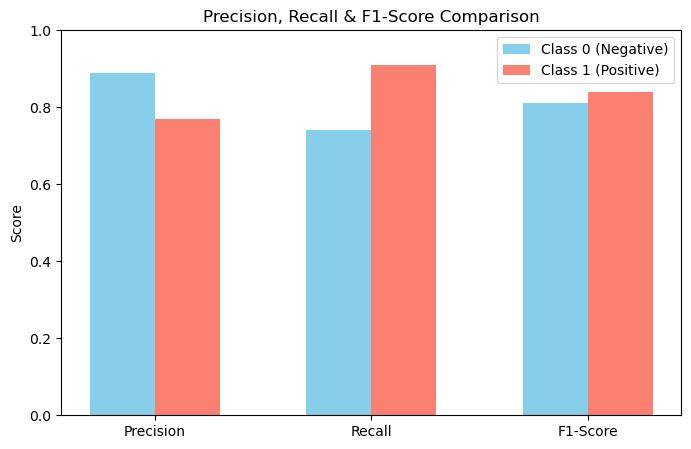 Precision, Recall & F1-Score Comparison
Class 0 (Negative)
Class 1 (Positive)
Score
1.0
0.8
0.6
0.4
0.2
0.0
Precision
Recall
F1-Score